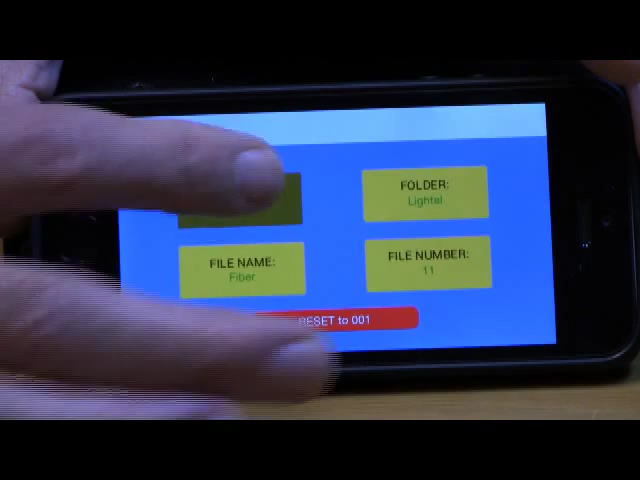 FOLDER:
Lightel
FILE NAME:
Fiber
FILE NUMBER:
11
RESET to 001